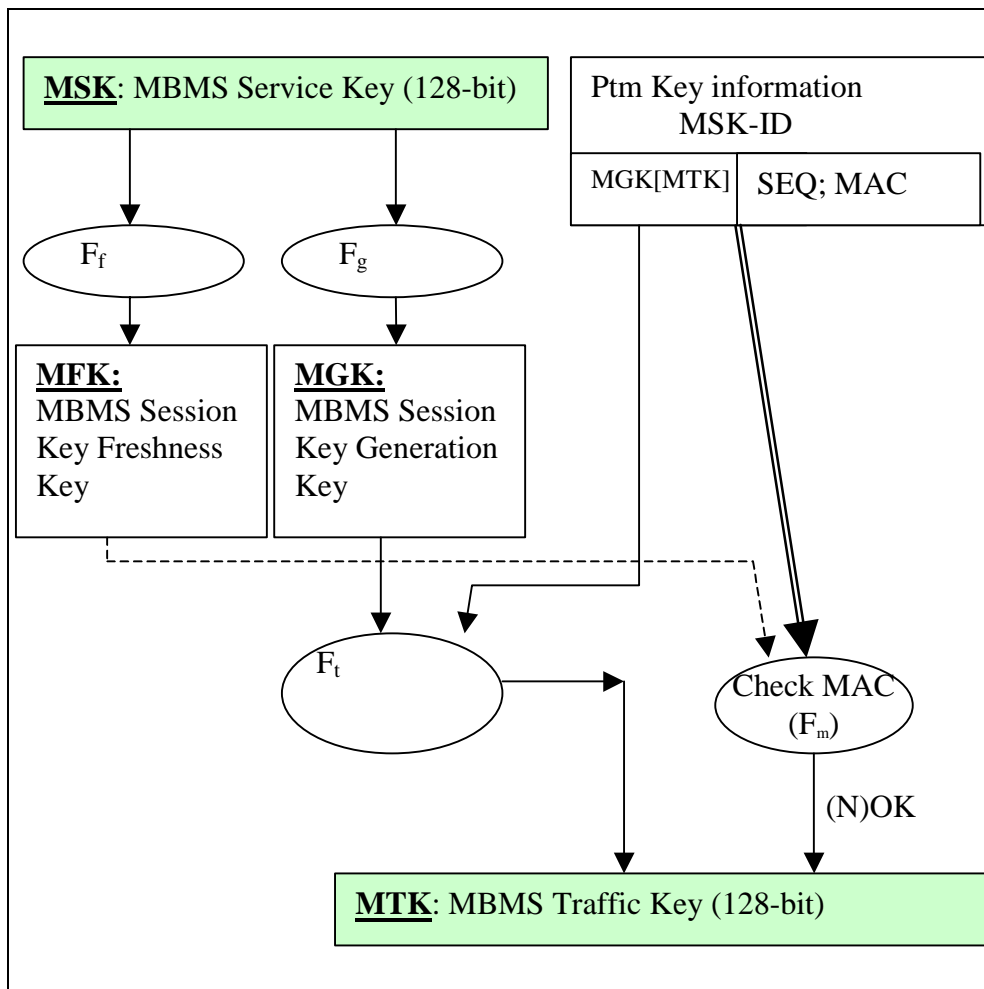 MSK: MBMS Service Key (128-bit)
Ptm Key information
MSK-ID
MGK[MTK]
SEQ; MAC
Ff
Fg
MFK:
MBMS Session
Key Freshness
Key
MGK:
MBMS Session
Key Generation
Key
Ft
Check MAC
(Fm)
(N)OK
MTK: MBMS Traffic Key (128-bit)